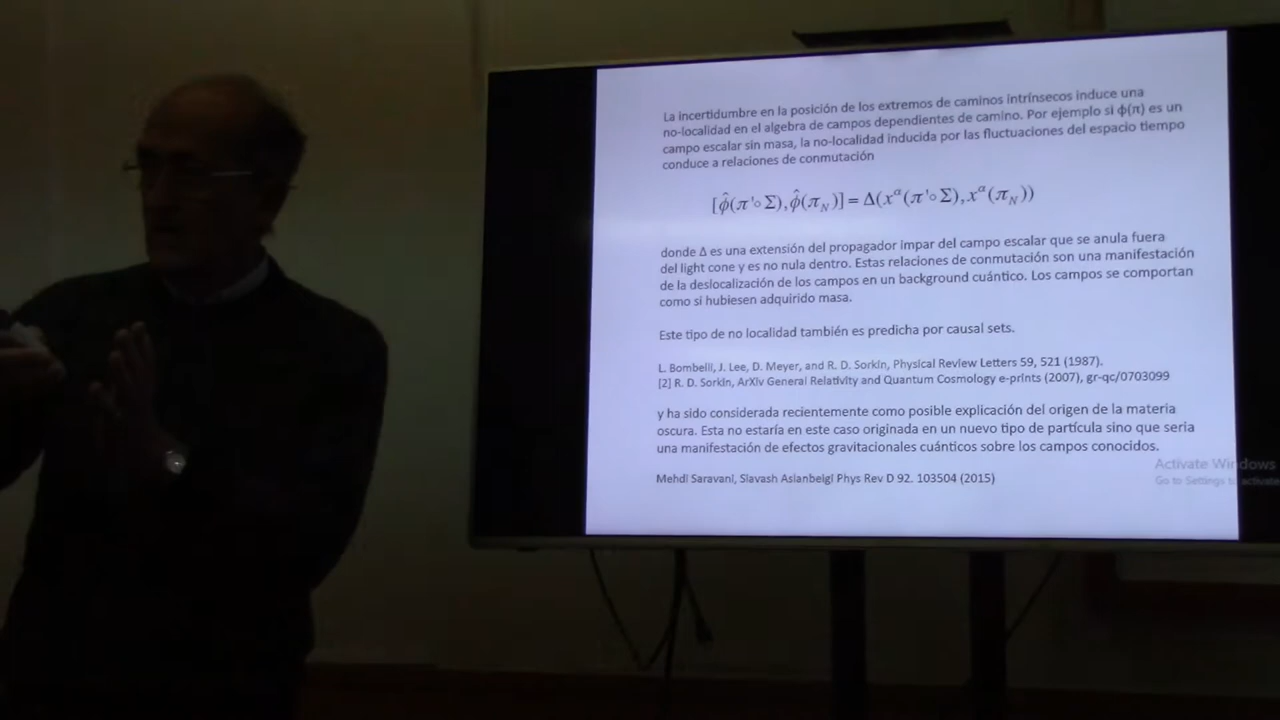 La incertidumbre en la posición de los extremos de caminos intrínsecos induce una
no-localidad en el algebra de campos dependientes de camino. Por ejemplo si ϕ(π) es un
campo escalar sin masa, la no-localidad inducida por las fluctuaciones del espacio tiempo
conduce a relaciones de conmutación
[ϕ̂(π'∘Σ),ϕ̂(π_N)] = Δ(x^α(π'∘Σ),x^α(π_N))
donde Δ es una extensión del propagador impar del campo escalar que se anula fuera
del light cone y es no nula dentro. Estas relaciones de conmutación son una manifestación
de la deslocalización de los campos en un background cuántico. Los campos se comportan
como si hubiesen adquirido masa.
Este tipo de no localidad también es predicha por causal sets.
L. Bombelli, J. Lee, D. Meyer, and R. D. Sorkin, Physical Review Letters 59, 521 (1987).
[2] R. D. Sorkin, ArXiv General Relativity and Quantum Cosmology e-prints (2007), gr-qc/0703099
y ha sido considerada recientemente como posible explicación del origen de la materia
oscura. Esta no estaría en este caso originada en un nuevo tipo de partícula sino que seria
una manifestación de efectos gravitacionales cuánticos sobre los campos conocidos.
Mehdi Saravani, Siavash Aslanbeigi Phys Rev D 92. 103504 (2015)
Activate Windows
Go to Settings to activate